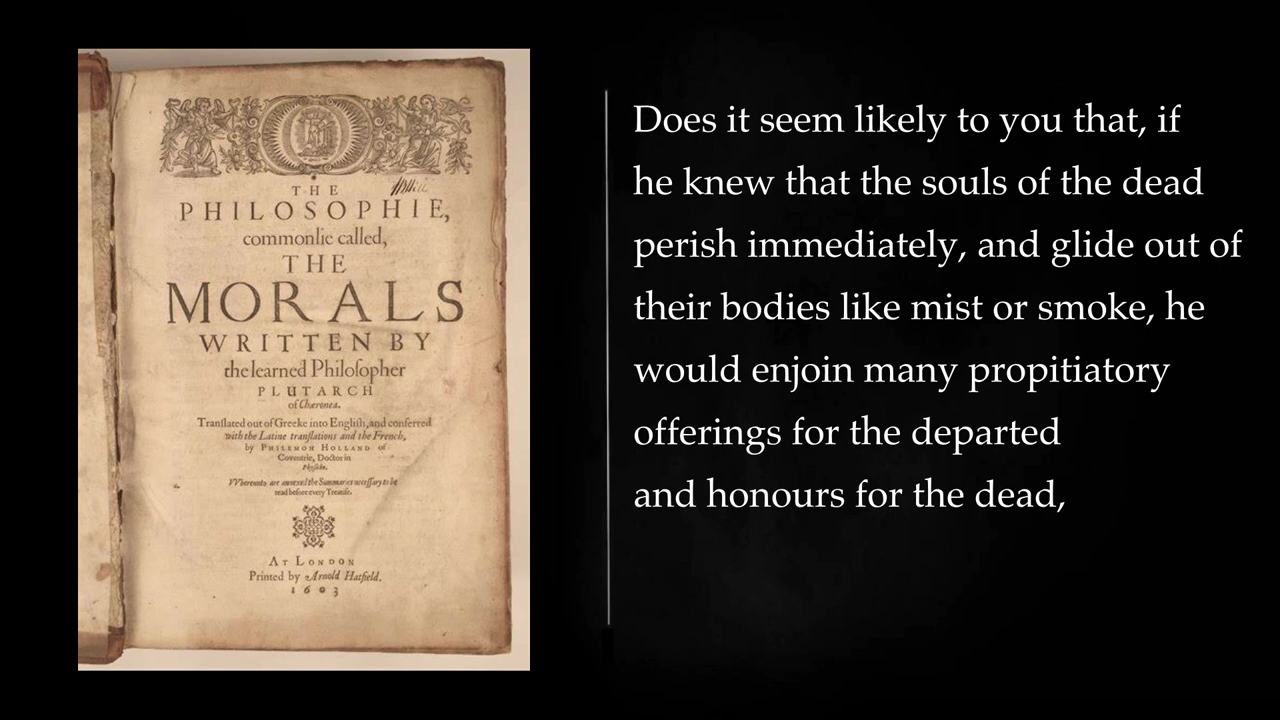 THE
PHILOSOPHIE,
commonlie called,
THE
MORALS
WRITTEN BY
the learned Philoſopher
PLUTARCH
of Chæronea.
Tranſlated out of Greeke into Engliſh, and conferred
with the Latine tranſlations and the French,
by PHILEMON HOLLAND of
Coventrie, Doctor in
Phyſicke.
VVhereunto are annexed the Summaries neceſſary to be
read before every Treatiſe.
AT LONDON
Printed by Arnold Hatfield.
1603
Does it seem likely to you that, if
he knew that the souls of the dead
perish immediately, and glide out of
their bodies like mist or smoke, he
would enjoin many propitiatory
offerings for the departed
and honours for the dead,